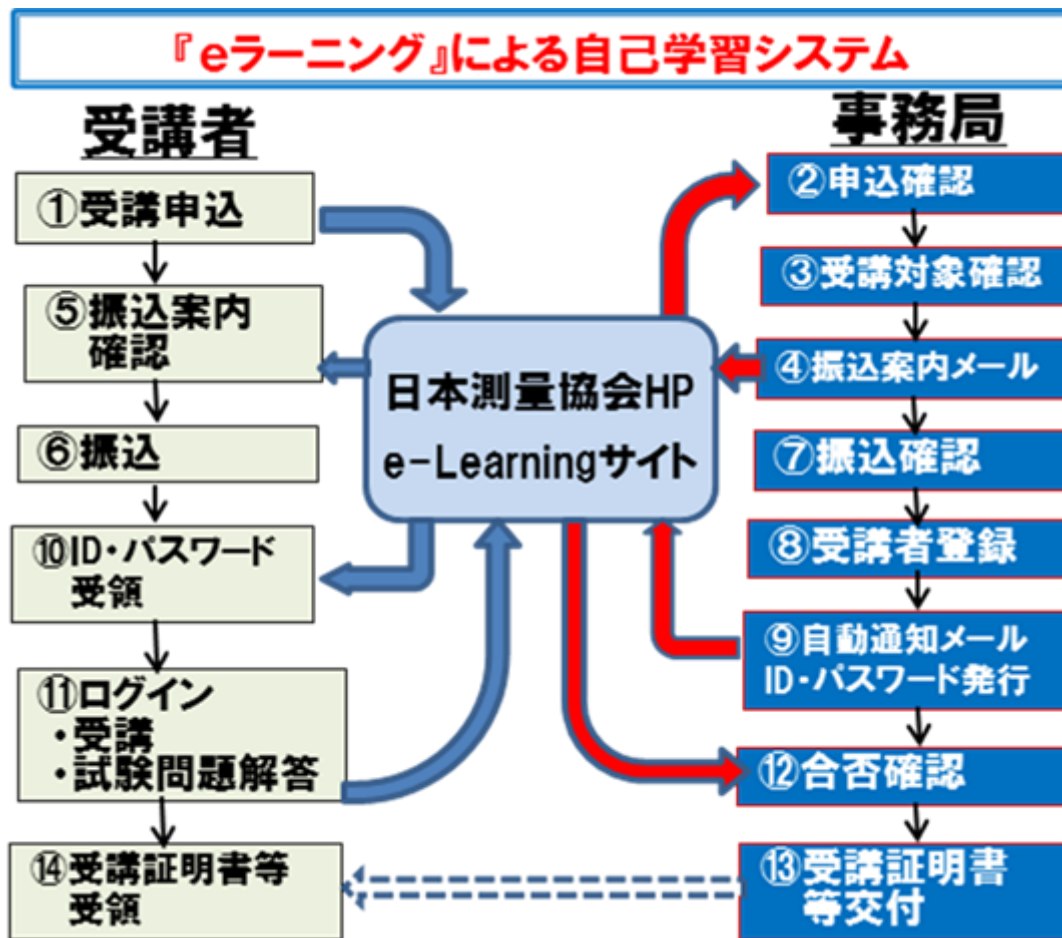 『eラーニング』による自己学習システム
受講者
①受講申込
⑤振込案内
確認
⑥振込
⑩ID・パスワード
受領
⑪ログイン
・受講
・試験問題解答
⑭受講証明書等
受領
日本測量協会HP
e-Learningサイト
事務局
②申込確認
③受講対象確認
④振込案内メール
⑦振込確認
⑧受講者登録
⑨自動通知メール
ID・パスワード発行
⑫合否確認
⑬受講証明書
等交付